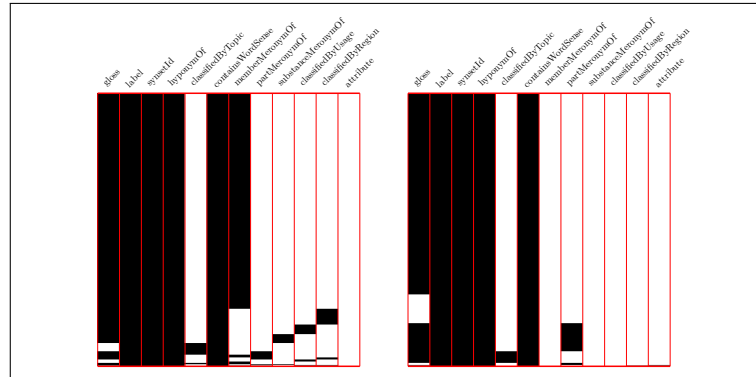 gloss
label
synsetId
hyponymOf
classifiedByTopic
containsWordSense
memberMeronymOf
partMeronymOf
substanceMeronymOf
classifiedByUsage
classifiedByRegion
attribute
gloss
label
synsetId
hyponymOf
classifiedByTopic
containsWordSense
memberMeronymOf
partMeronymOf
substanceMeronymOf
classifiedByUsage
classifiedByRegion
attribute